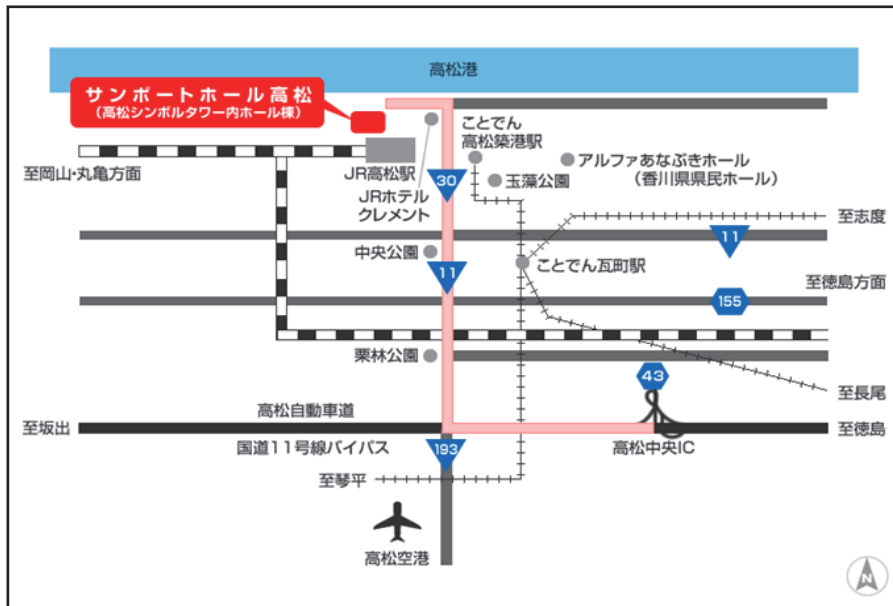 高松港
サンポートホール高松
(高松シンボルタワー内ホール棟)
ことでん
高松築港駅
アルファあなぶきホール
(香川県県民ホール)
至岡山・丸亀方面
JR高松駅
玉藻公園
JRホテル
クレメント
30
至志度
11
中央公園
11
ことでん瓦町駅
至徳島方面
155
栗林公園
43
至長尾
高松自動車道
至坂出
至徳島
国道11号線バイパス
193
高松中央IC
至琴平
高松空港
N